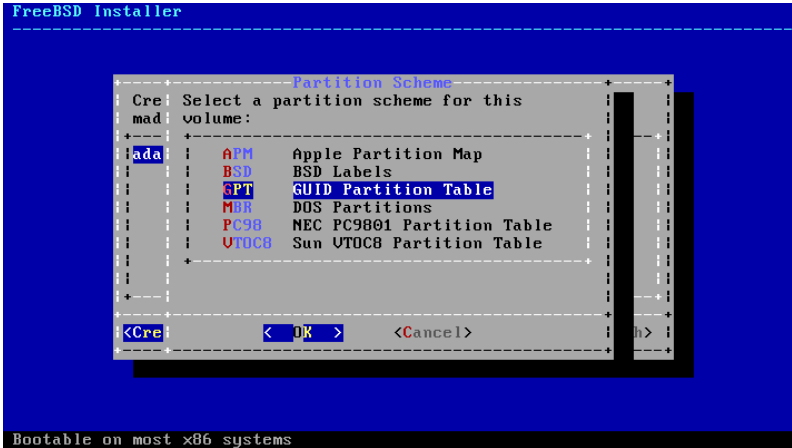 FreeBSD Installer
Partition Scheme
Cre Select a partition scheme for this
mad volume:
ada
APM Apple Partition Map
BSD BSD Labels
GPT GUID Partition Table
MBR DOS Partitions
PC98 NEC PC9801 Partition Table
VTOC8 Sun VTOC8 Partition Table
<Cre < OK > <Cancel> h>
Bootable on most x86 systems